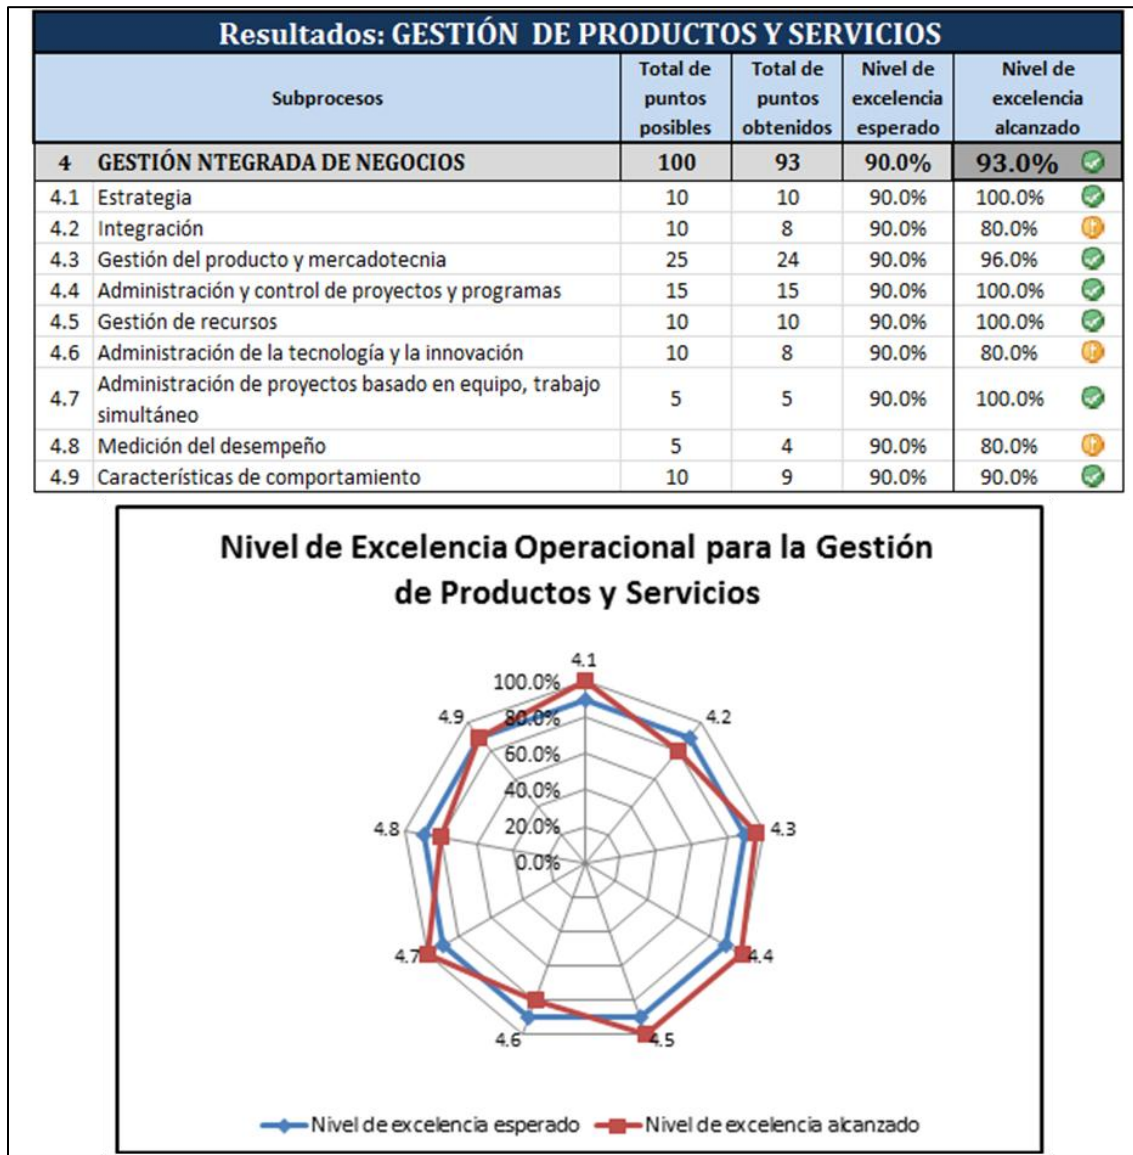 Resultados: GESTIÓN DE PRODUCTOS Y SERVICIOS
Subprocesos Total de puntos posibles Total de puntos obtenidos Nivel de excelencia esperado Nivel de excelencia alcanzado
4 GESTIÓN NTEGRADA DE NEGOCIOS 100 93 90.0% 93.0%
4.1 Estrategia 10 10 90.0% 100.0%
4.2 Integración 10 8 90.0% 80.0%
4.3 Gestión del producto y mercadotecnia 25 24 90.0% 96.0%
4.4 Administración y control de proyectos y programas 15 15 90.0% 100.0%
4.5 Gestión de recursos 10 10 90.0% 100.0%
4.6 Administración de la tecnología y la innovación 10 8 90.0% 80.0%
4.7 Administración de proyectos basado en equipo, trabajo simultáneo 5 5 90.0% 100.0%
4.8 Medición del desempeño 5 4 90.0% 80.0%
4.9 Características de comportamiento 10 9 90.0% 90.0%
Nivel de Excelencia Operacional para la Gestión
de Productos y Servicios
4.1
100.0%
4.9 80.0% 4.2
60.0%
40.0%
4.8 20.0% 4.3
0.0%
4.7 4.4
4.6 4.5
Nivel de excelencia esperado Nivel de excelencia alcanzado